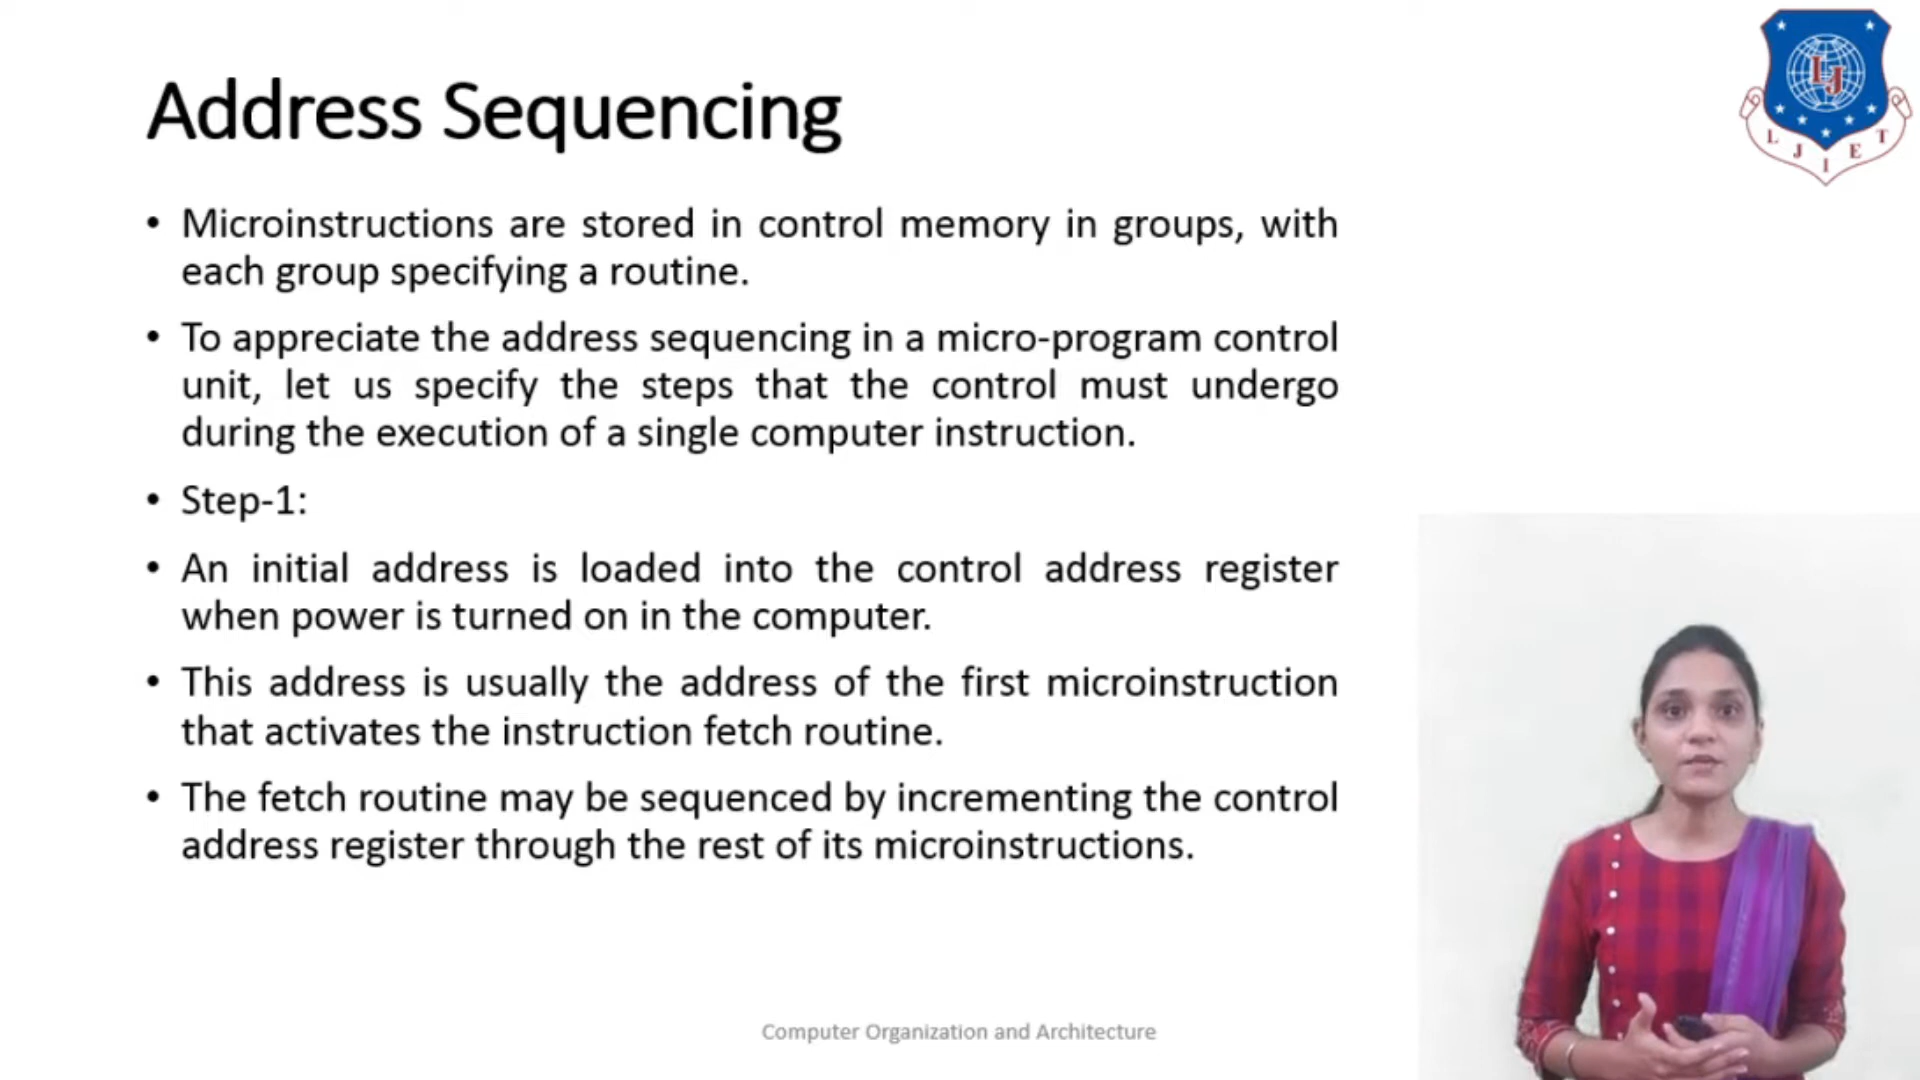 Address Sequencing
• Microinstructions are stored in control memory in groups, with
each group specifying a routine.
• To appreciate the address sequencing in a micro-program control
unit, let us specify the steps that the control must undergo
during the execution of a single computer instruction.
• Step-1:
• An initial address is loaded into the control address register
when power is turned on in the computer.
• This address is usually the address of the first microinstruction
that activates the instruction fetch routine.
• The fetch routine may be sequenced by incrementing the control
address register through the rest of its microinstructions.
Computer Organization and Architecture
LJ
L J I E T